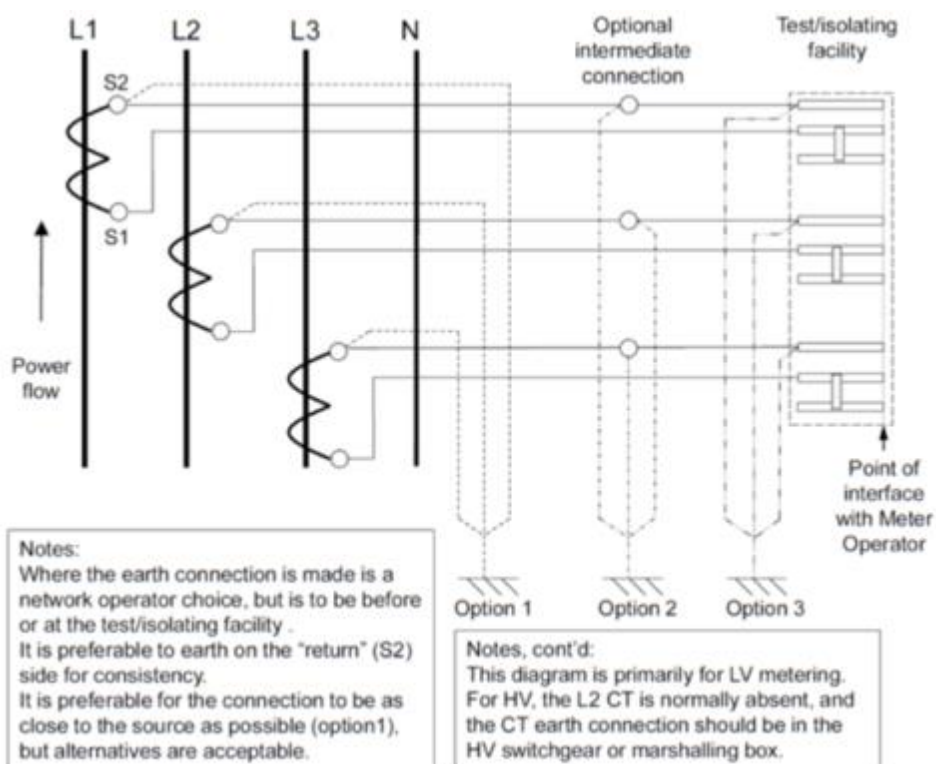 L1
L2
L3
N
Optional
intermediate
connection
Test/isolating
facility
S2
S1
Power
flow
Point of
interface
with Meter
Operator
Option 1
Option 2
Option 3
Notes:
Where the earth connection is made is a
network operator choice, but is to be before
or at the test/isolating facility .
It is preferable to earth on the “return” (S2)
side for consistency.
It is preferable for the connection to be as
close to the source as possible (option1),
but alternatives are acceptable.
Notes, cont’d:
This diagram is primarily for LV metering.
For HV, the L2 CT is normally absent, and
the CT earth connection should be in the
HV switchgear or marshalling box.